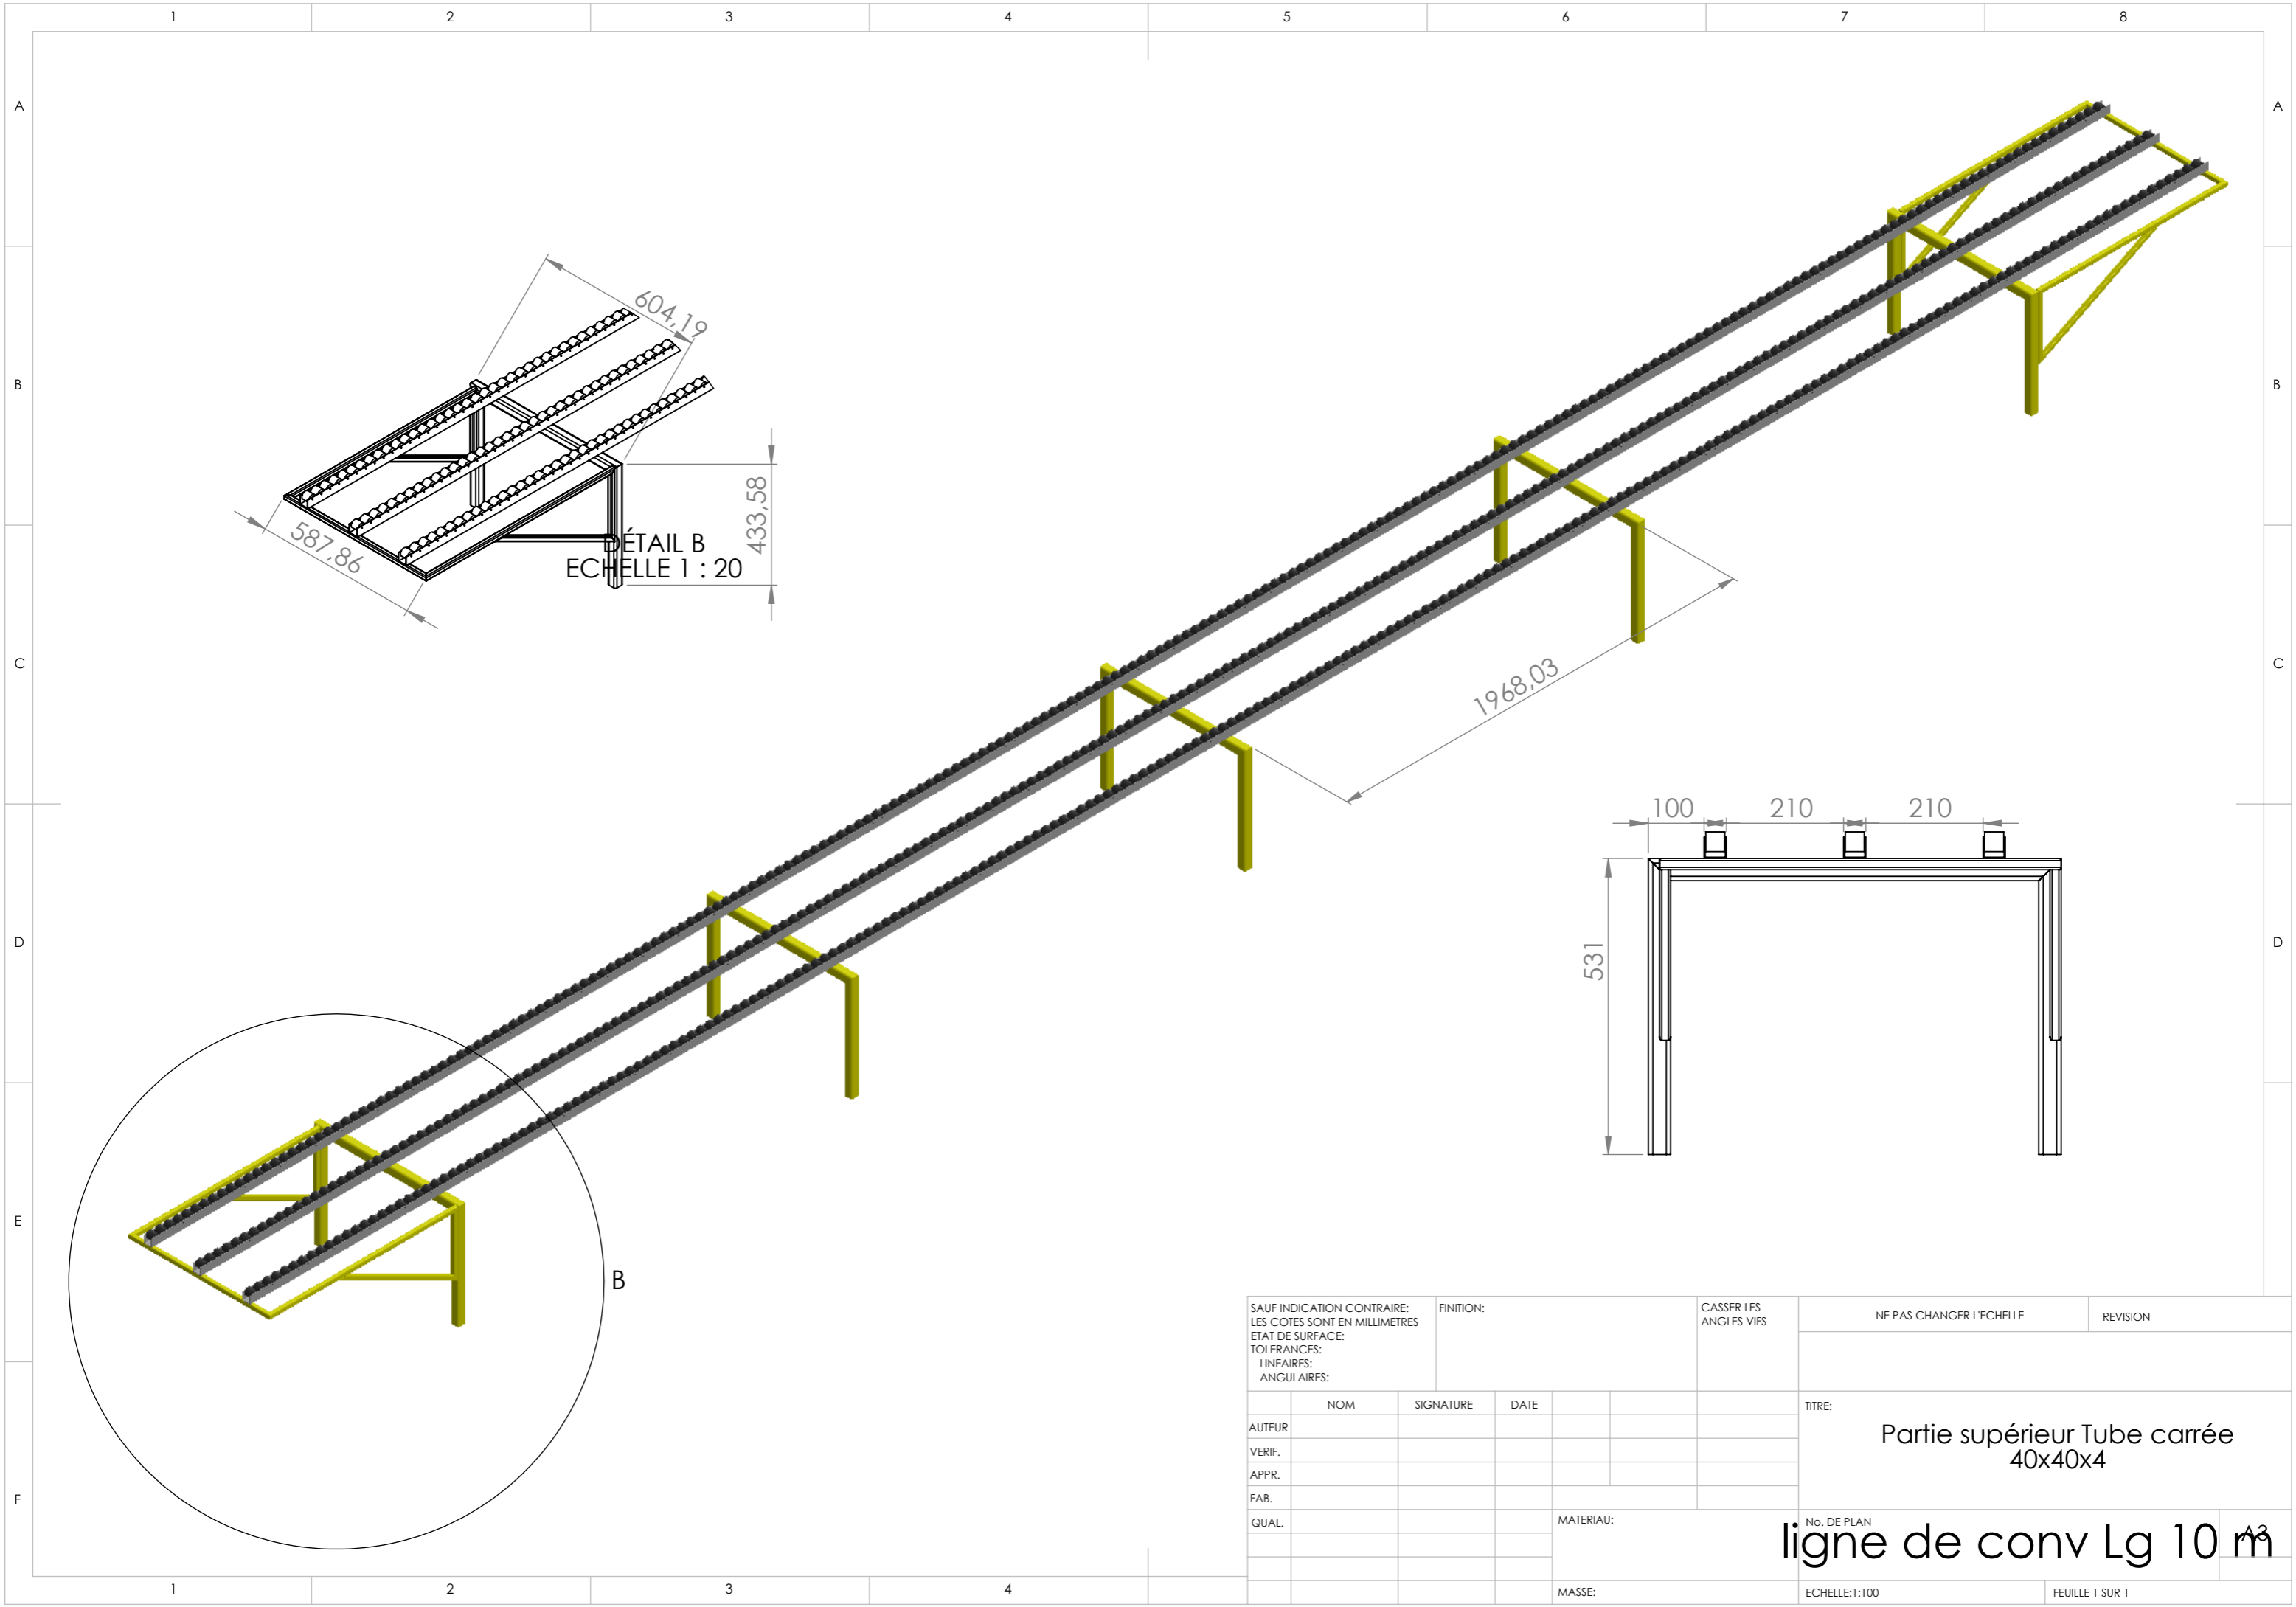 1 2 3 4 5 6 7 8
A A
B B
C C
D D
E
F
604,19
587,86
433,58
DÉTAIL B
ECHELLE 1 : 20
1968,03
100 210 210
531
B
SAUF INDICATION CONTRAIRE:
LES COTES SONT EN MILLIMETRES
ETAT DE SURFACE:
TOLERANCES:
LINEAIRES:
ANGULAIRES:
FINITION:
CASSER LES
ANGLES VIFS
NE PAS CHANGER L'ECHELLE
REVISION
NOM SIGNATURE DATE
AUTEUR
VERIF.
APPR.
FAB.
QUAL.
TITRE:
Partie supérieur Tube carrée
40x40x4
MATERIAU:
No. DE PLAN
ligne de conv Lg 10 m
A3
MASSE:
ECHELLE:1:100
FEUILLE 1 SUR 1
1 2 3 4